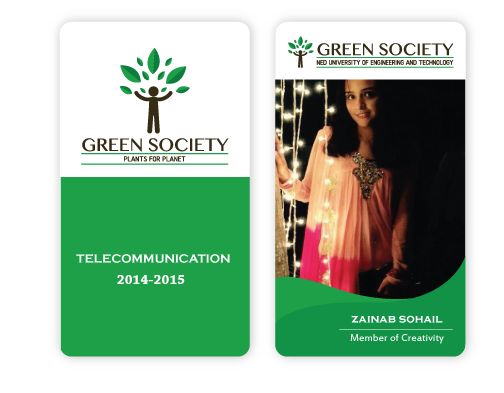 GREEN SOCIETY
PLANTS FOR PLANET
TELECOMMUNICATION
2014-2015
GREEN SOCIETY
NED UNIVERSITY OF ENGINEERING AND TECHNOLOGY
ZAINAB SOHAIL
Member of Creativity